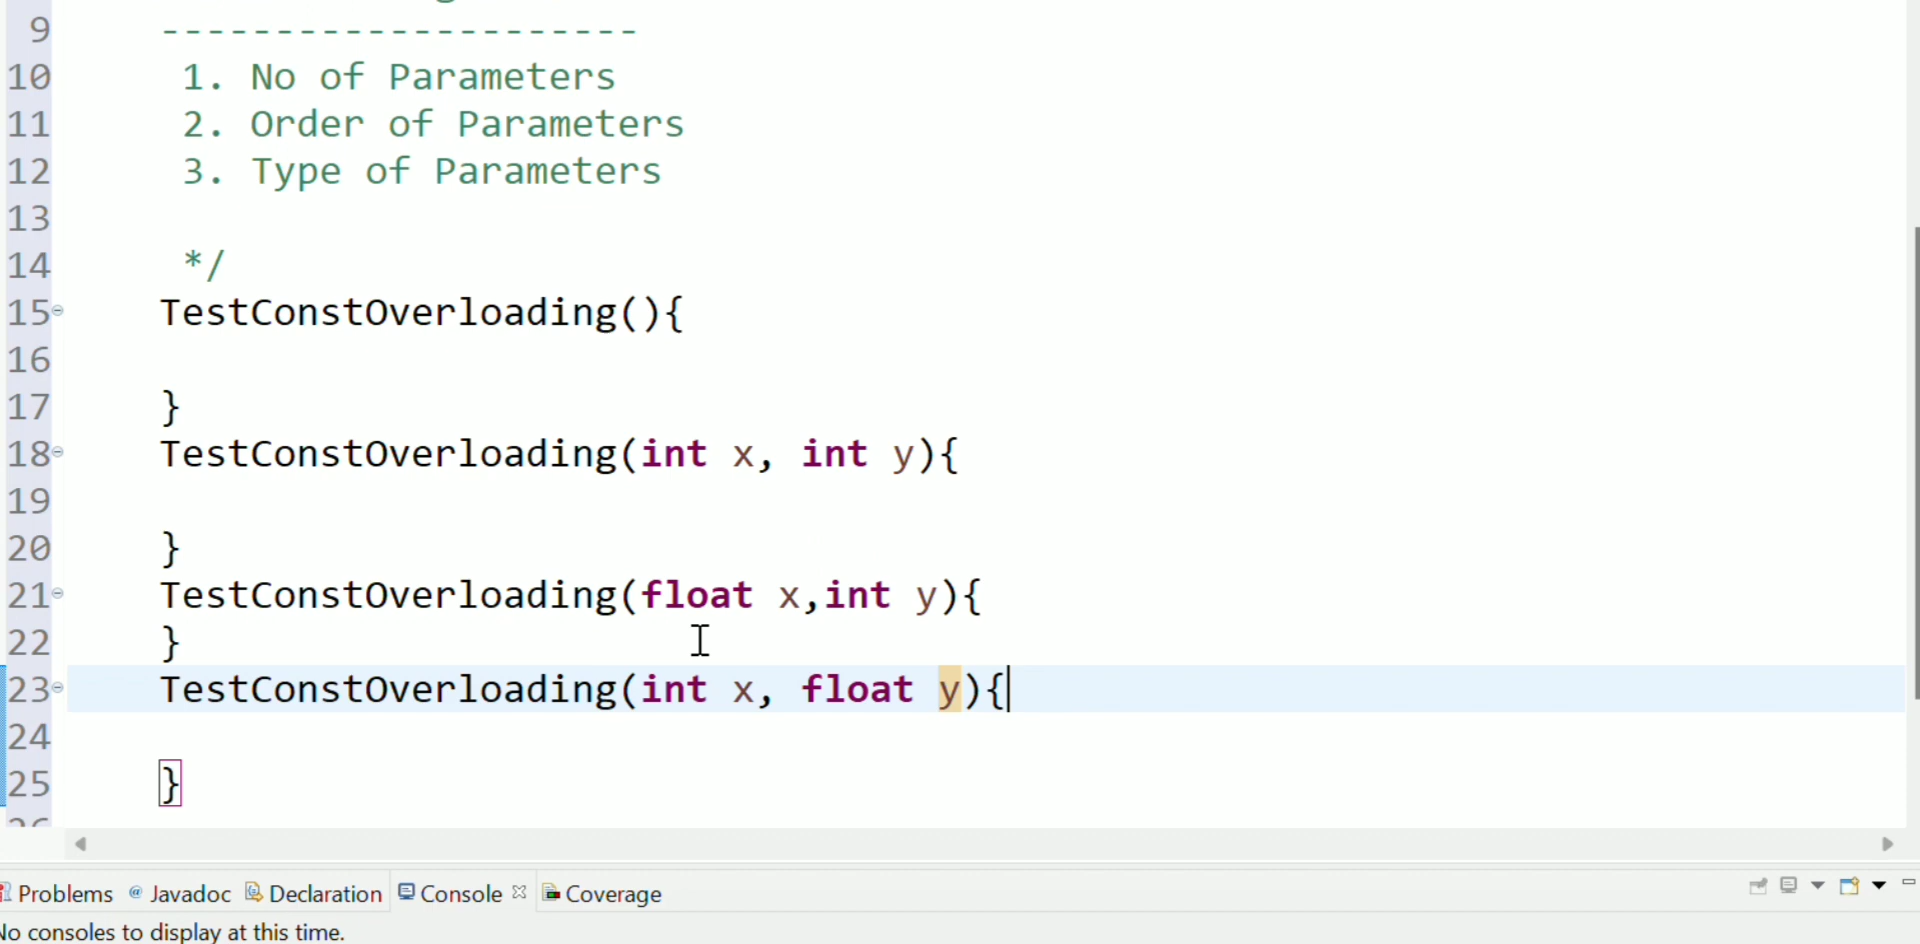 9 ---------------------
10 1. No of Parameters
11 2. Order of Parameters
12 3. Type of Parameters
13
14 */
15 TestConstOverloading(){
16
17 }
18 TestConstOverloading(int x, int y){
19
20 }
21 TestConstOverloading(float x,int y){
22 }
23 TestConstOverloading(int x, float y){
24
25 }
Problems @ Javadoc Declaration Console Coverage
No consoles to display at this time.